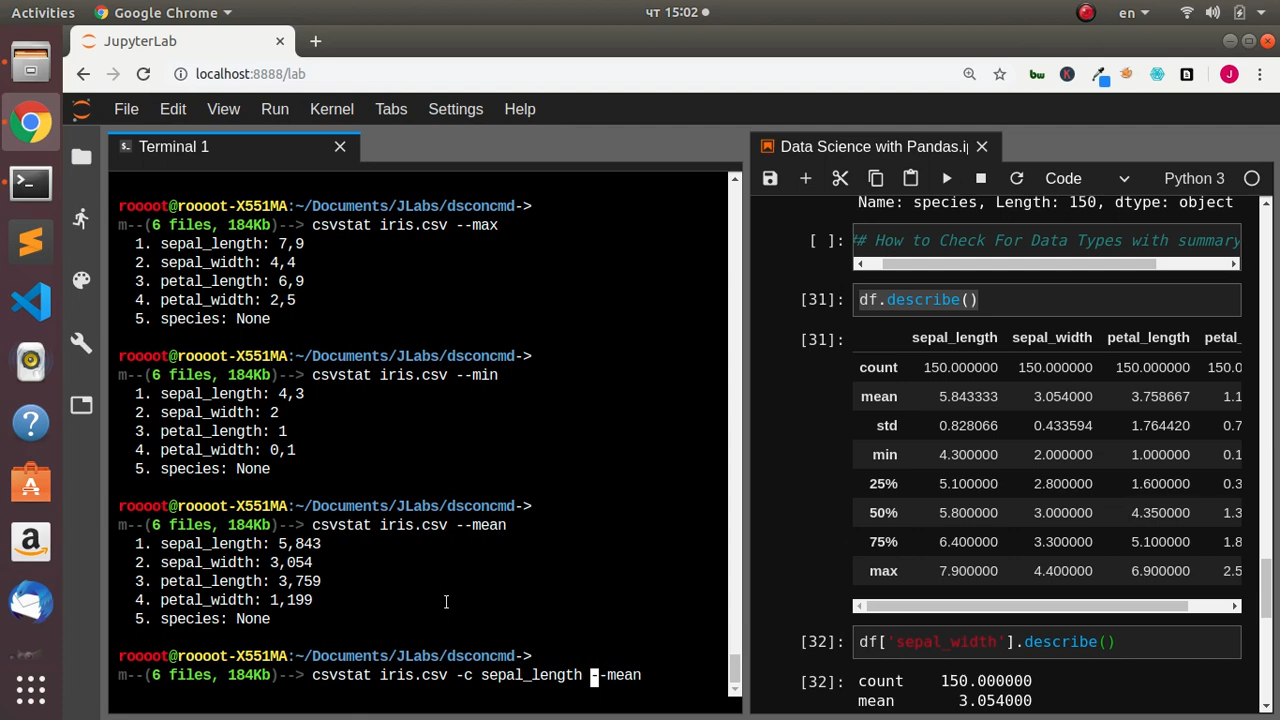 Activities
Google Chrome
чт 15:02
en
JupyterLab
localhost:8888/lab
bw
K
J
File Edit View Run Kernel Tabs Settings Help
Terminal 1
roooot@roooot-X551MA:~/Documents/JLabs/dsconcmd->
m--(6 files, 184Kb)--> csvstat iris.csv --max
1. sepal_length: 7,9
2. sepal_width: 4,4
3. petal_length: 6,9
4. petal_width: 2,5
5. species: None
roooot@roooot-X551MA:~/Documents/JLabs/dsconcmd->
m--(6 files, 184Kb)--> csvstat iris.csv --min
1. sepal_length: 4,3
2. sepal_width: 2
3. petal_length: 1
4. petal_width: 0,1
5. species: None
roooot@roooot-X551MA:~/Documents/JLabs/dsconcmd->
m--(6 files, 184Kb)--> csvstat iris.csv --mean
1. sepal_length: 5,843
2. sepal_width: 3,054
3. petal_length: 3,759
4. petal_width: 1,199
5. species: None
roooot@roooot-X551MA:~/Documents/JLabs/dsconcmd->
m--(6 files, 184Kb)--> csvstat iris.csv -c sepal_length --mean
Data Science with Pandas.i
Code
Python 3
Name: species, Length: 150, dtype: object
[ ]: ## How to Check For Data Types with summary
[31]: df.describe()
[31]: sepal_length sepal_width petal_length petal_
count 150.000000 150.000000 150.000000 150.0
mean 5.843333 3.054000 3.758667 1.1
std 0.828066 0.433594 1.764420 0.7
min 4.300000 2.000000 1.000000 0.1
25% 5.100000 2.800000 1.600000 0.3
50% 5.800000 3.000000 4.350000 1.3
75% 6.400000 3.300000 5.100000 1.8
max 7.900000 4.400000 6.900000 2.5
[32]: df['sepal_width'].describe()
[32]: count 150.000000
mean 3.054000